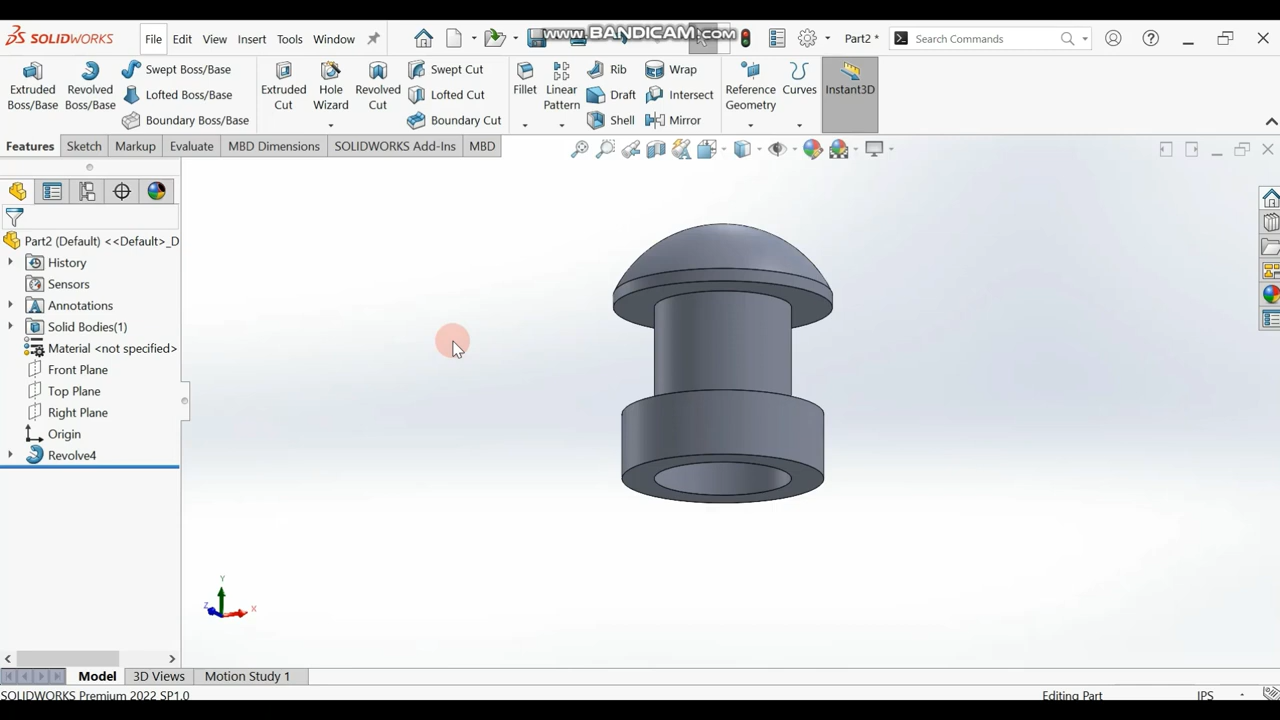 SOLIDWORKS File Edit View Insert Tools Window Part2 * Search Commands
www.BANDICAM.com
Extruded Boss/Base
Revolved Boss/Base
Swept Boss/Base
Lofted Boss/Base
Boundary Boss/Base
Extruded Cut
Hole Wizard
Revolved Cut
Swept Cut
Lofted Cut
Boundary Cut
Fillet
Linear Pattern
Rib
Draft
Shell
Wrap
Intersect
Mirror
Reference Geometry
Curves
Instant3D
Features Sketch Markup Evaluate MBD Dimensions SOLIDWORKS Add-Ins MBD
Part2 (Default) <<Default>_D
History
Sensors
Annotations
Solid Bodies(1)
Material <not specified>
Front Plane
Top Plane
Right Plane
Origin
Revolve4
Y
Z
X
Model 3D Views Motion Study 1
SOLIDWORKS Premium 2022 SP1.0 Editing Part IPS